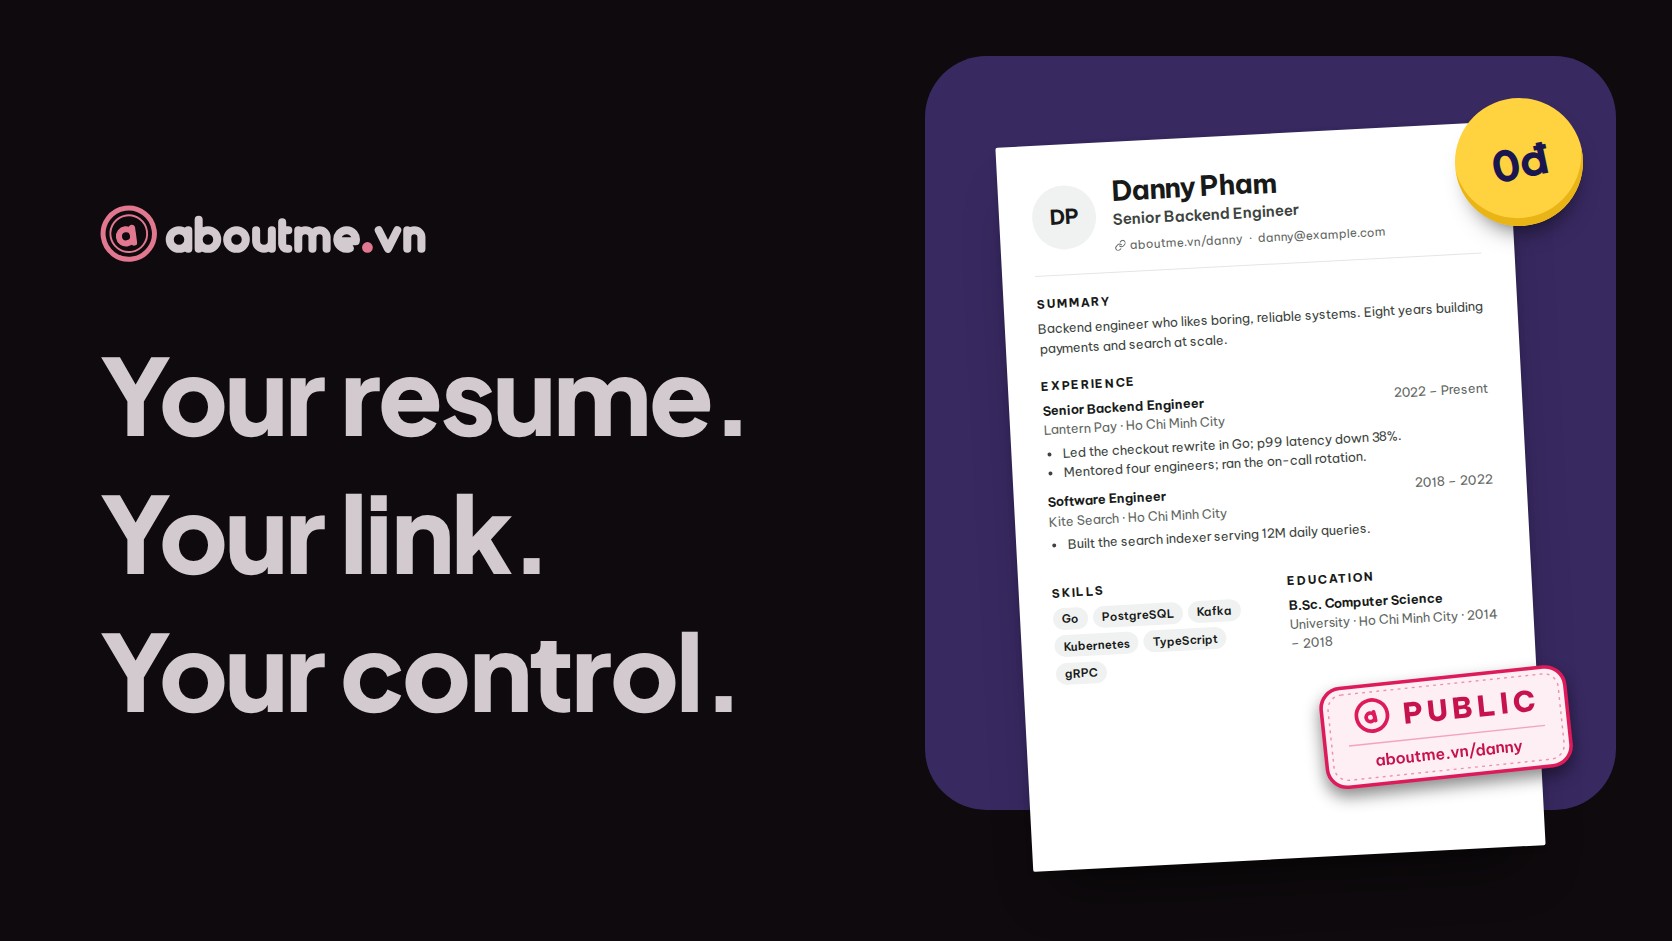 aboutme.vn
Your resume.
Your link.
Your control.
0đ
DP
Danny Pham
Senior Backend Engineer
aboutme.vn/danny · danny@example.com
SUMMARY
Backend engineer who likes boring, reliable systems. Eight years building
payments and search at scale.
EXPERIENCE
Senior Backend Engineer 2022 – Present
Lantern Pay · Ho Chi Minh City
• Led the checkout rewrite in Go; p99 latency down 38%.
• Mentored four engineers; ran the on-call rotation.
Software Engineer 2018 – 2022
Kite Search · Ho Chi Minh City
• Built the search indexer serving 12M daily queries.
SKILLS
Go PostgreSQL Kafka
Kubernetes TypeScript
gRPC
EDUCATION
B.Sc. Computer Science
University · Ho Chi Minh City · 2014
– 2018
a PUBLIC
aboutme.vn/danny